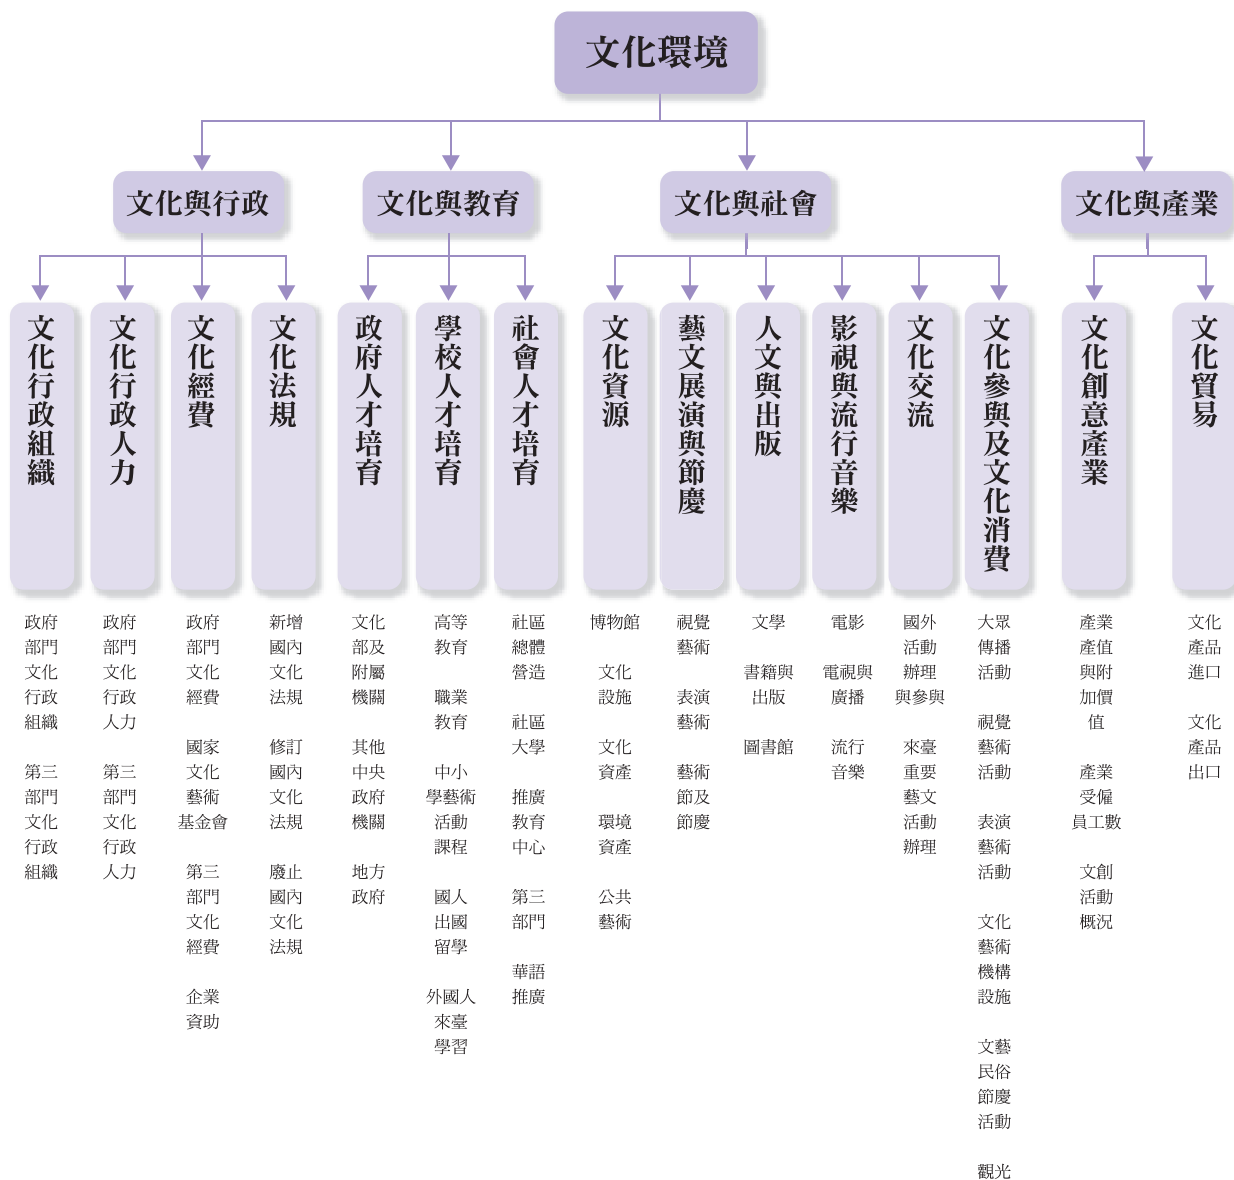 文化環境
文化與行政
文化與教育
文化與社會
文化與產業
文化行政組織
文化行政人力
文化經費
文化法規
政府人才培育
學校人才培育
社會人才培育
文化資源
藝文展演與節慶
人文與出版
影視與流行音樂
文化交流
文化參與及文化消費
文化創意產業
文化貿易
政府
部門
文化
行政
組織
第三
部門
文化
行政
組織
政府
部門
文化
行政
人力
第三
部門
文化
行政
人力
政府
部門
文化
經費
國家
文化
藝術
基金會
第三
部門
文化
經費
企業
資助
新增
國內
文化
法規
修訂
國內
文化
法規
廢止
國內
文化
法規
文化
部及
附屬
機關
其他
中央
政府
機關
地方
政府
高等
教育
職業
教育
中小
學藝術
活動
課程
國人
出國
留學
外國人
來臺
學習
社區
總體
營造
社區
大學
推廣
教育
中心
第三
部門
華語
推廣
博物館
文化
設施
文化
資產
環境
資產
公共
藝術
視覺
藝術
表演
藝術
藝術
節及
節慶
文學
書籍與
出版
圖書館
電影
電視與
廣播
流行
音樂
國外
活動
辦理
與參與
來臺
重要
藝文
活動
辦理
大眾
傳播
活動
視覺
藝術
活動
表演
藝術
活動
文化
藝術
機構
設施
文藝
民俗
節慶
活動
觀光
產業
產值
與附
加價
值
產業
受僱
員工數
文創
活動
概況
文化
產品
進口
文化
產品
出口